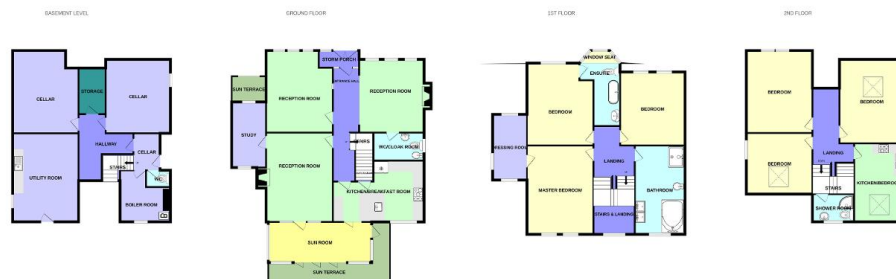 BASEMENT LEVEL
GROUND FLOOR
1ST FLOOR
2ND FLOOR
CELLAR
STORAGE
CELLAR
HALLWAY
CELLAR
STAIRS
UTILITY ROOM
WC
BOILER ROOM
STORM PORCH
SUN TERRACE
RECEPTION ROOM
RECEPTION ROOM
STUDY
STAIRS
WC/CLOAK ROOM
RECEPTION ROOM
KITCHEN/BREAKFAST ROOM
SUN ROOM
SUN TERRACE
WINDOW SEAT
ENSUITE
BEDROOM
BEDROOM
DRESSING ROOM
LANDING
MASTER BEDROOM
BATHROOM
STAIRS & LANDING
BEDROOM
BEDROOM
LANDING
BEDROOM
STAIRS
KITCHEN/BEDROOM
SHOWER ROOM